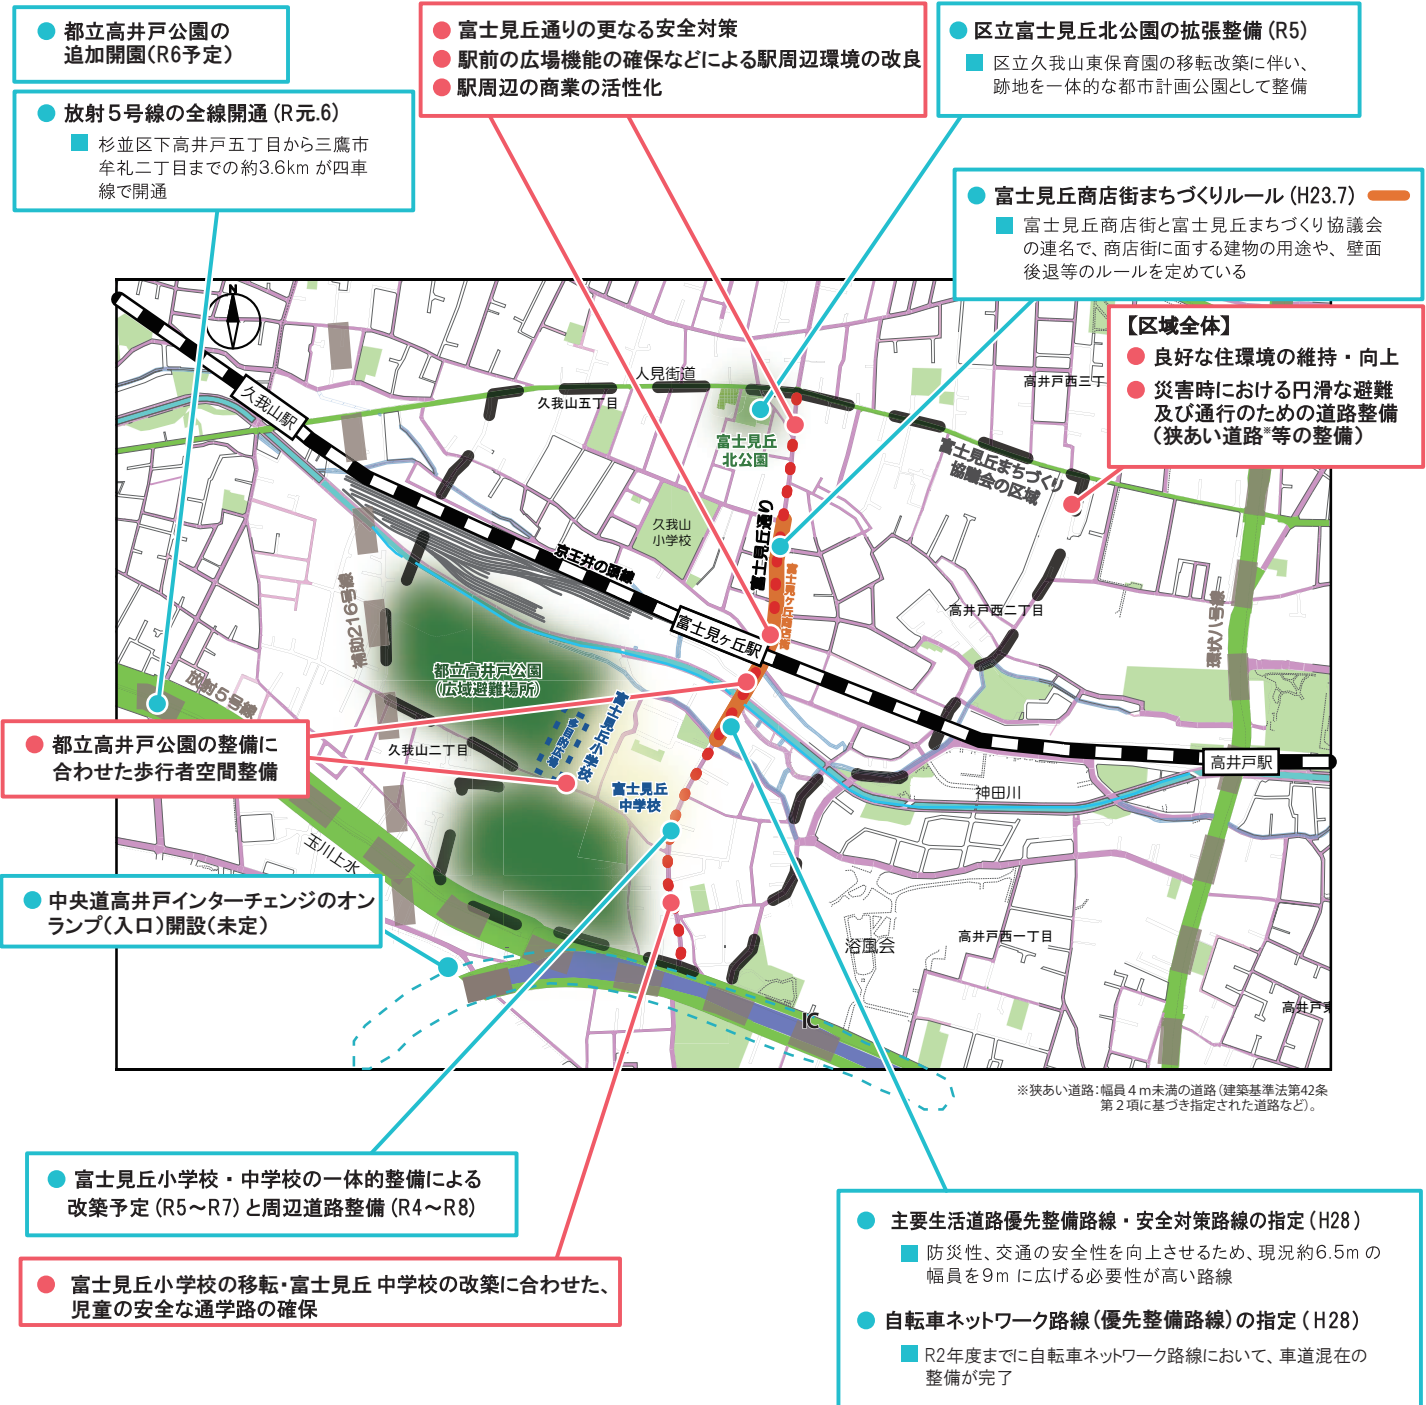 都立高井戸公園の
追加開園(R6予定)
放射５号線の全線開通(R元.6)
杉並区下高井戸五丁目から三鷹市
牟礼二丁目までの約3.6km が四車
線で開通
富士見丘通りの更なる安全対策
駅前の広場機能の確保などによる駅周辺環境の改良
駅周辺の商業の活性化
区立富士見丘北公園の拡張整備(R5)
区立久我山東保育園の移転改築に伴い、
跡地を一体的な都市計画公園として整備
富士見丘商店街まちづくりルール(H23.7)
富士見丘商店街と富士見丘まちづくり協議会
の連名で、商店街に面する建物の用途や、壁面
後退等のルールを定めている
【区域全体】
良好な住環境の維持・向上
災害時における円滑な避難
及び通行のための道路整備
(狭あい道路※等の整備)
N
久我山駅
人見街道
久我山五丁目
高井戸西三丁
富士見丘
北公園
富士見丘まちづくり
協議会の区域
久我山
小学校
富士見丘通り
富士見ヶ丘商店街
京王井の頭線
富士見ヶ丘駅
高井戸西二丁目
環状八号線
補助216号線
都立高井戸公園
(広域避難場所)
放射５号線
富士見丘小学校
多目的広場
久我山二丁目
富士見丘
中学校
高井戸駅
神田川
玉川上水
浴風会
高井戸西一丁目
高井戸東
IC
都立高井戸公園の整備に
合わせた歩行者空間整備
中央道高井戸インターチェンジのオン
ランプ(入口)開設(未定)
※狭あい道路:幅員４ｍ未満の道路(建築基準法第42条
第２項に基づき指定された道路など)。
富士見丘小学校・中学校の一体的整備による
改築予定(R5～R7)と周辺道路整備(R4～R8)
富士見丘小学校の移転・富士見丘 中学校の改築に合わせた、
児童の安全な通学路の確保
主要生活道路優先整備路線・安全対策路線の指定(H28)
防災性、交通の安全性を向上させるため、現況約6.5m の
幅員を9m に広げる必要性が高い路線
自転車ネットワーク路線(優先整備路線)の指定(H28)
R2年度までに自転車ネットワーク路線において、車道混在の
整備が完了